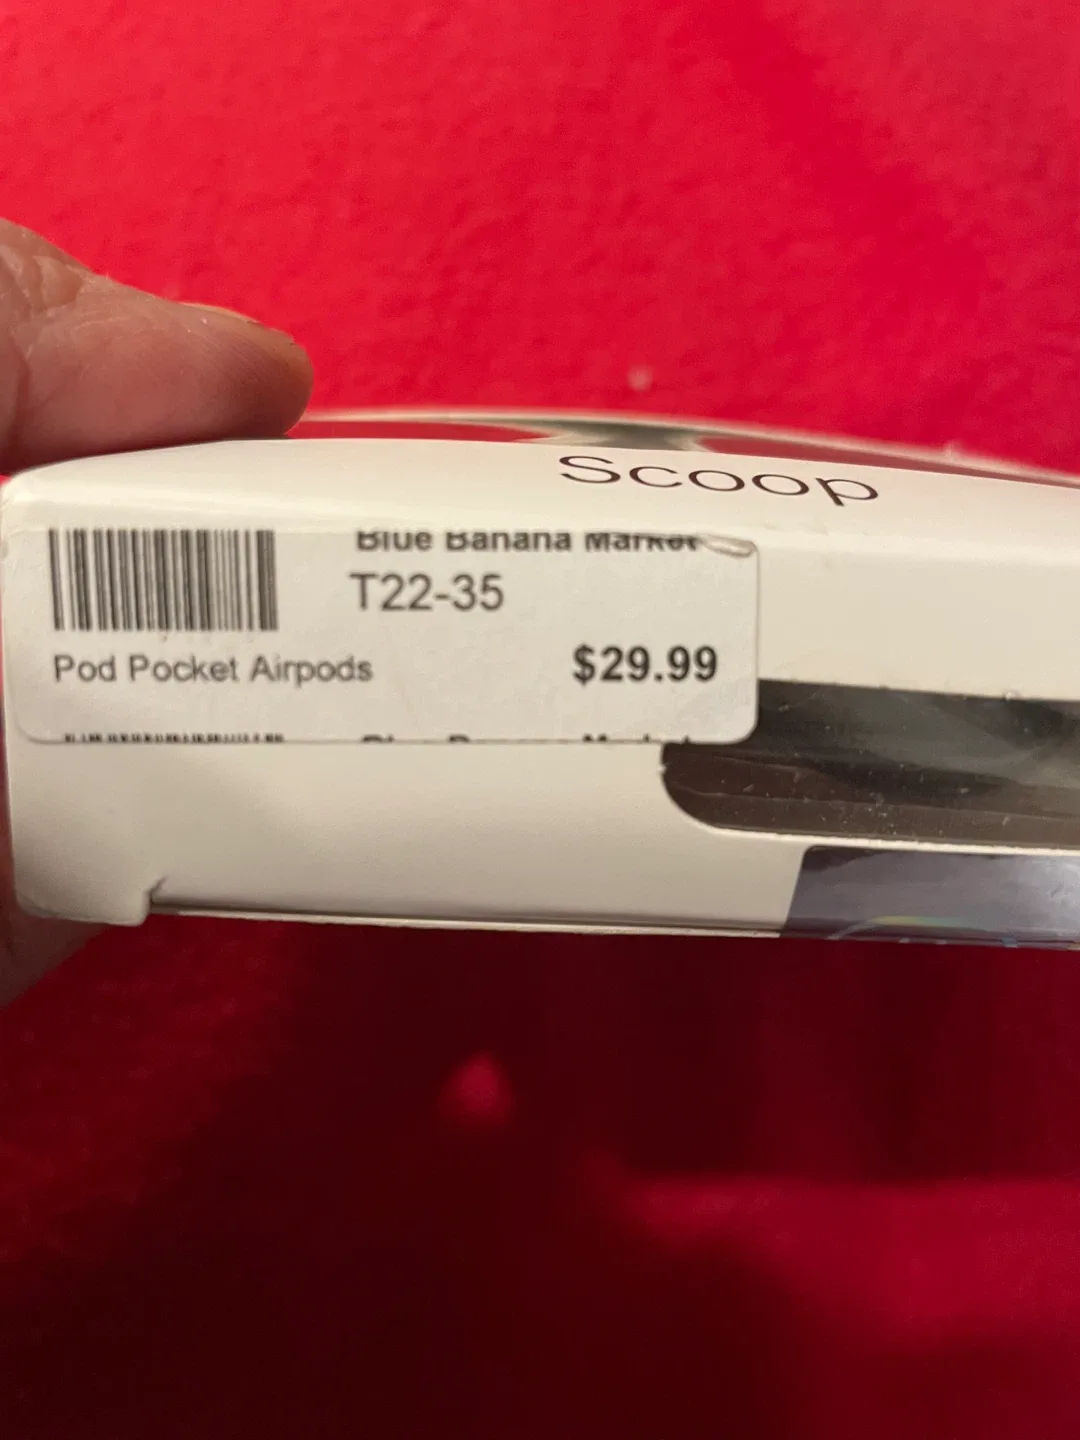 Scoop
Blue Banana Market
T22-35
Pod Pocket Airpods
$29.99